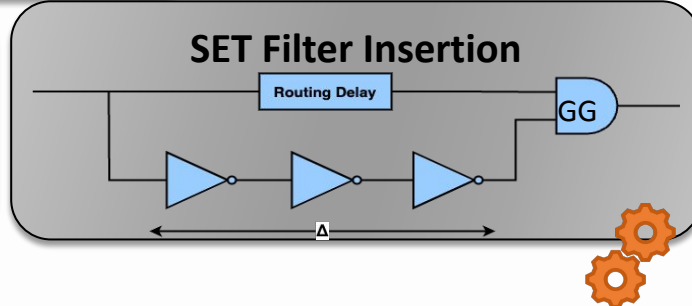 SET Filter Insertion
Routing Delay
GG
Δ